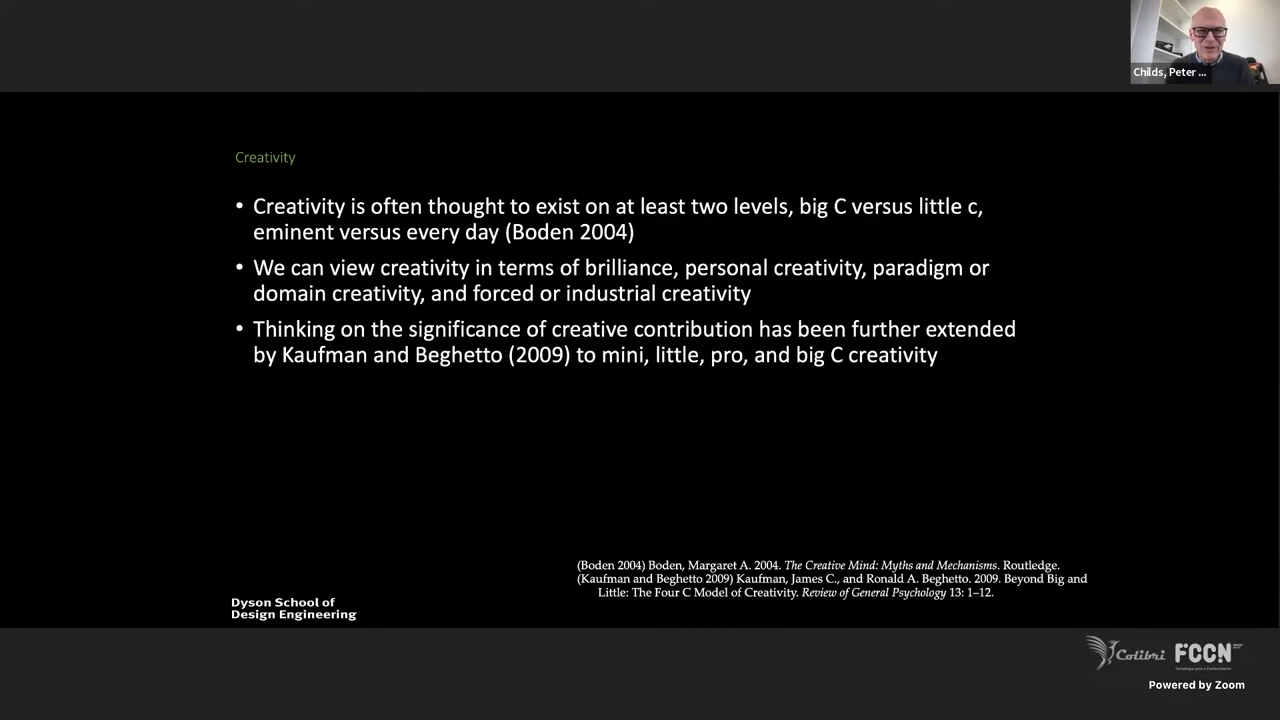 Childs, Peter ...
Creativity
• Creativity is often thought to exist on at least two levels, big C versus little c,
eminent versus every day (Boden 2004)
• We can view creativity in terms of brilliance, personal creativity, paradigm or
domain creativity, and forced or industrial creativity
• Thinking on the significance of creative contribution has been further extended
by Kaufman and Beghetto (2009) to mini, little, pro, and big C creativity
(Boden 2004) Boden, Margaret A. 2004. The Creative Mind: Myths and Mechanisms. Routledge.
(Kaufman and Beghetto 2009) Kaufman, James C., and Ronald A. Beghetto. 2009. Beyond Big and
Little: The Four C Model of Creativity. Review of General Psychology 13: 1–12.
Dyson School of
Design Engineering
Colibri FCCN
Powered by Zoom